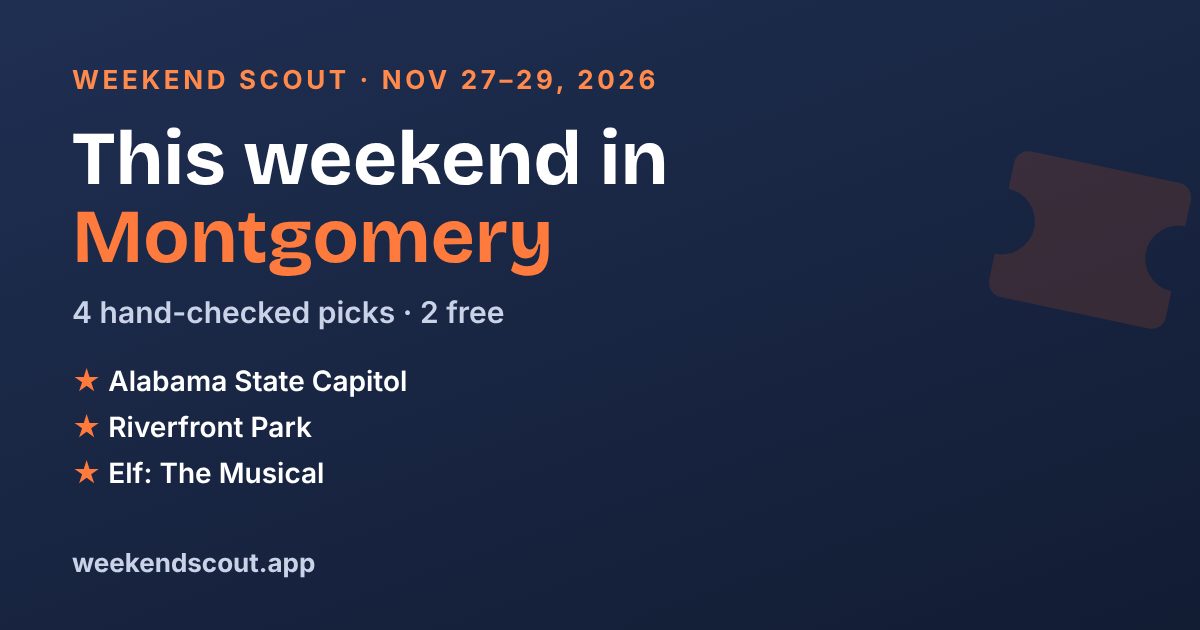 WEEKEND SCOUT · NOV 27–29, 2026
This weekend in
Montgomery
4 hand-checked picks · 2 free
★ Alabama State Capitol
★ Riverfront Park
★ Elf: The Musical
weekendscout.app